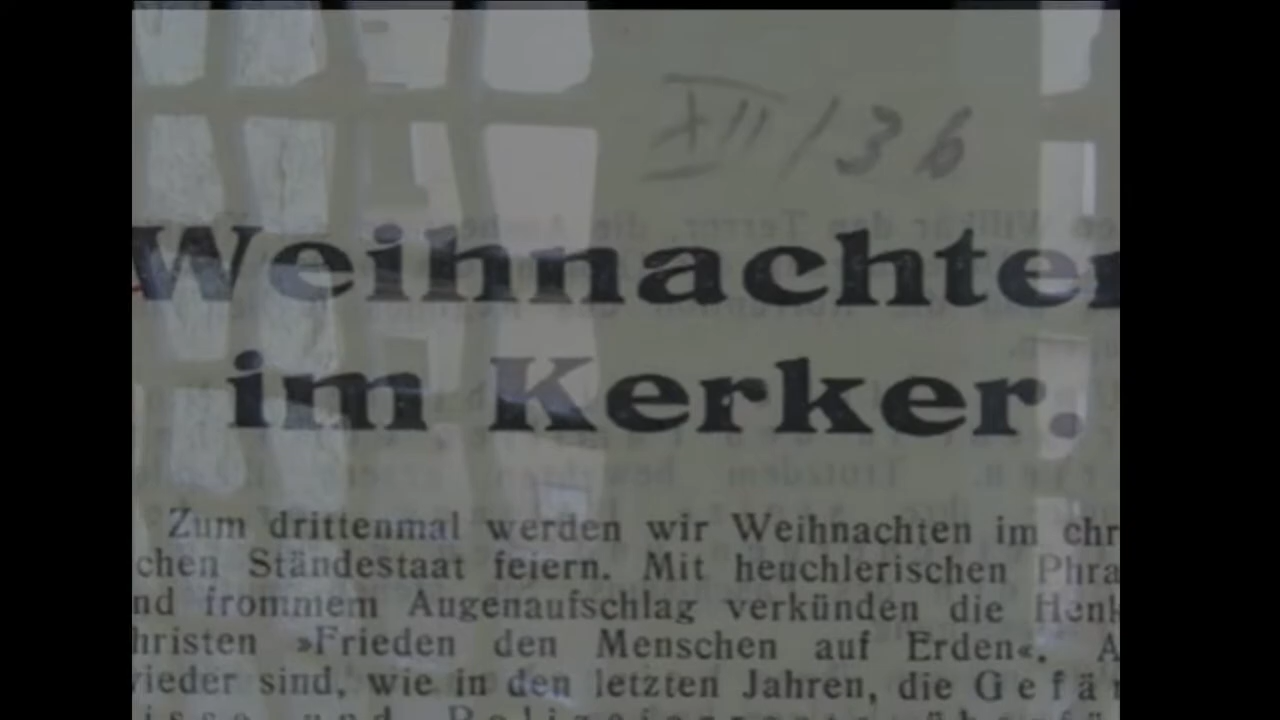 XII/36
Weihnachten
im Kerker.
Zum drittenmal werden wir Weihnachten im chr
chen Ständestaat feiern. Mit heuchlerischen Phra
nd frommem Augenaufschlag verkünden die Henk
hristen »Frieden den Menschen auf Erden«. A
ieder sind, wie in den letzten Jahren, die Gefä